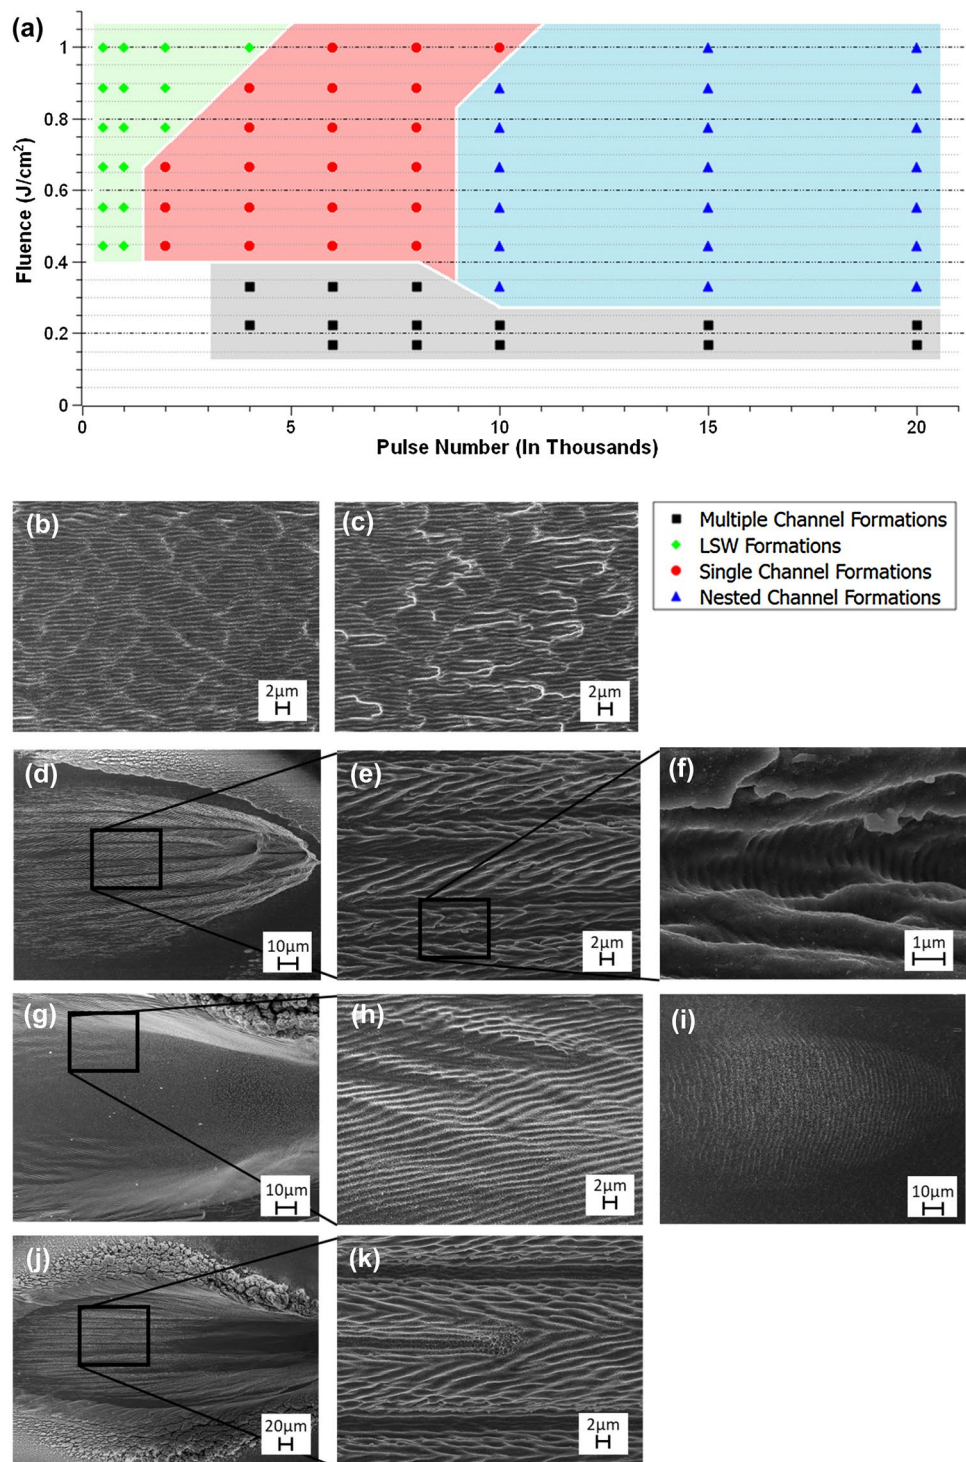 (a)
Fluence (J/cm²)
1
0.8
0.6
0.4
0.2
0
0 5 10 15 20
Pulse Number (In Thousands)
(b)
2µm
(c)
2µm
Multiple Channel Formations
LSW Formations
Single Channel Formations
Nested Channel Formations
(d)
10µm
(e)
2µm
(f)
1µm
(g)
10µm
(h)
2µm
(i)
10µm
(j)
20µm
(k)
2µm